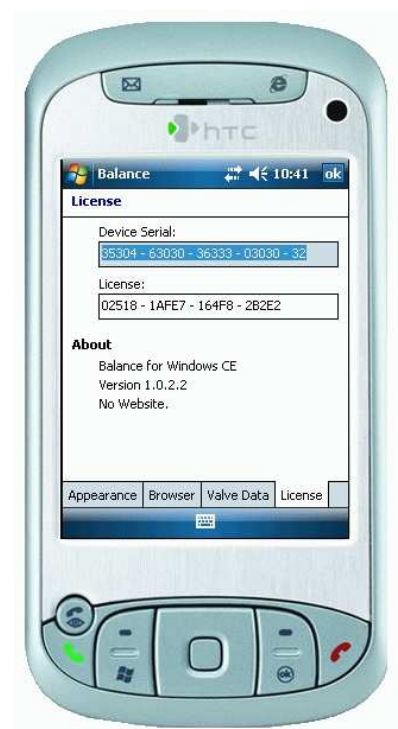 hTC
Balance 10:41 ok
License
Device Serial:
35304 - 63030 - 36333 - 03030 - 32
License:
02518 - 1AFE7 - 164F8 - 2B2E2
About
Balance for Windows CE
Version 1.0.2.2
No Website.
Appearance Browser Valve Data License
ok